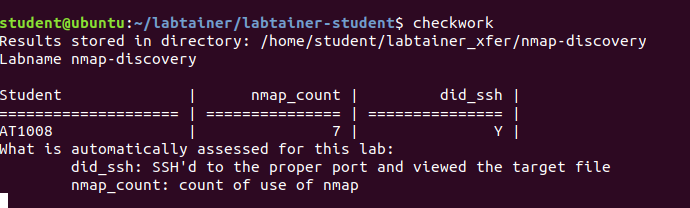 student@ubuntu:~/labtainer/labtainer-student$ checkwork
Results stored in directory: /home/student/labtainer_xfer/nmap-discovery
Labname nmap-discovery
Student | nmap_count | did_ssh |
==================== | =============== | =============== |
AT1008 | 7 | Y |
What is automatically assessed for this lab:
did_ssh: SSH'd to the proper port and viewed the target file
nmap_count: count of use of nmap